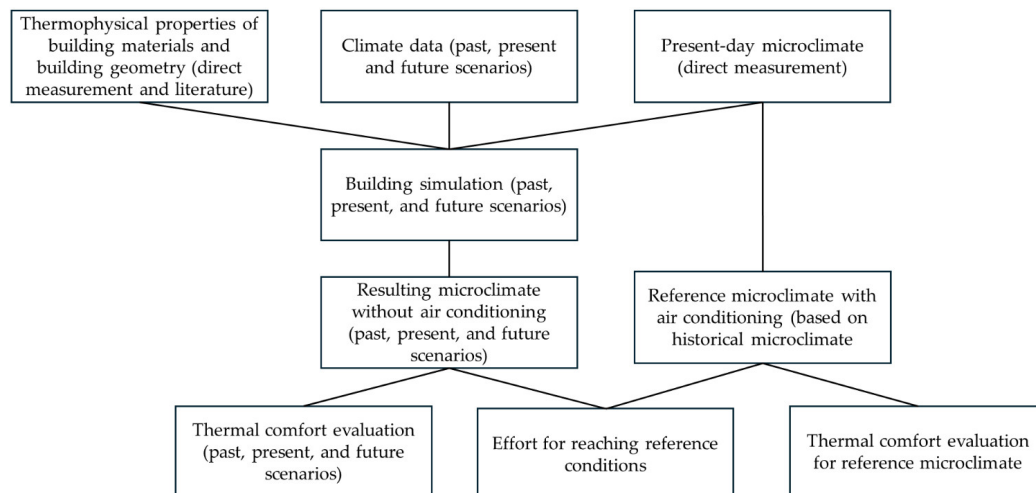 Thermophysical properties of
building materials and
building geometry (direct
measurement and literature)
Climate data (past, present
and future scenarios)
Present-day microclimate
(direct measurement)
Building simulation (past,
present, and future scenarios)
Resulting microclimate
without air conditioning
(past, present, and future
scenarios)
Reference microclimate with
air conditioning (based on
historical microclimate
Thermal comfort evaluation
(past, present, and future
scenarios)
Effort for reaching reference
conditions
Thermal comfort evaluation
for reference microclimate